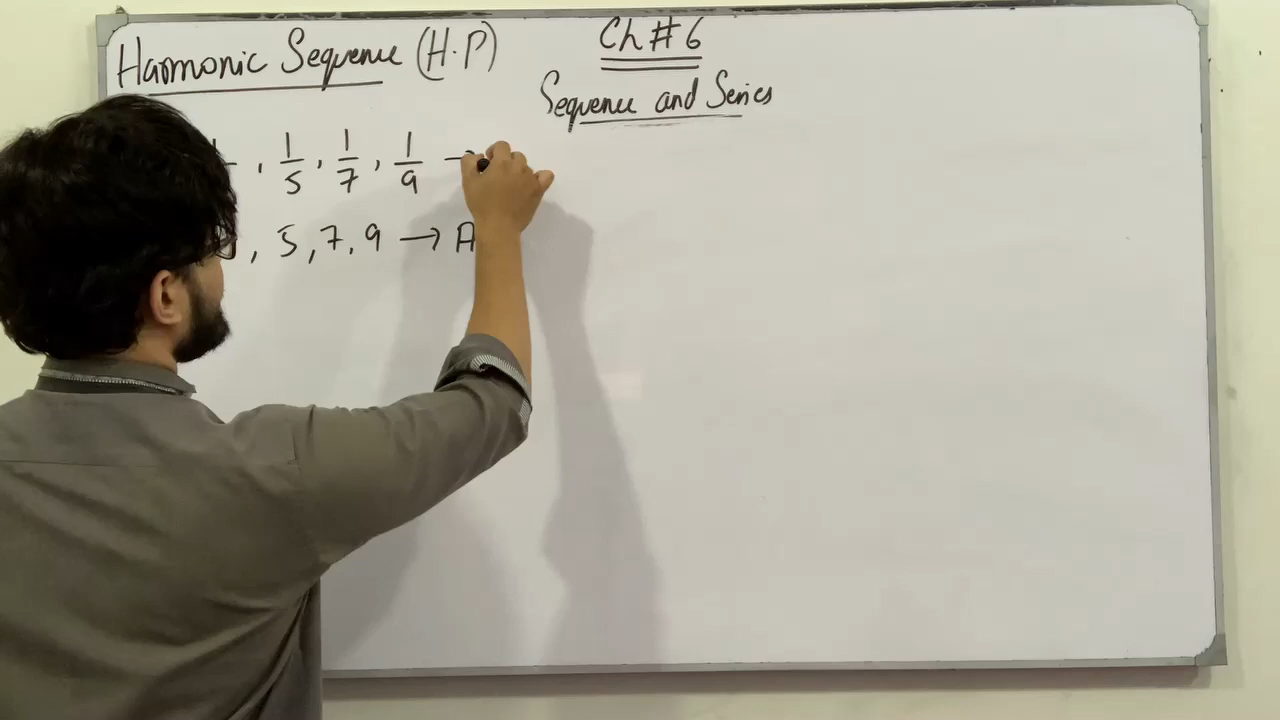 Harmonic Sequence (H.P)
Ch # 6
Sequence and Series
, 1/5, 1/7, 1/9 →
, 5, 7, 9 → A